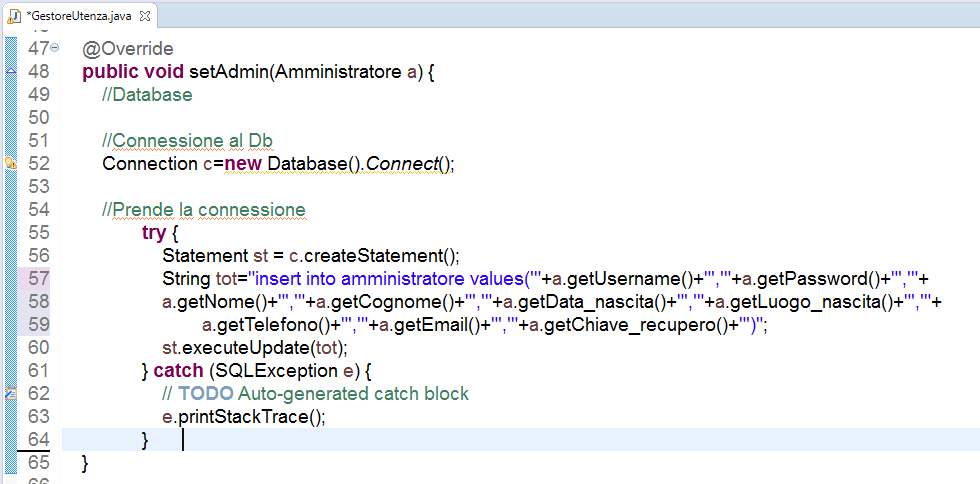 *GestoreUtenza.java
47 @Override
48 public void setAdmin(Amministratore a) {
49 //Database
50
51 //Connessione al Db
52 Connection c=new Database().Connect();
53
54 //Prende la connessione
55 try {
56 Statement st = c.createStatement();
57 String tot="insert into amministratore values('"+a.getUsername()+"','"+a.getPassword()+"','"+
58 a.getNome()+"','"+a.getCognome()+"','"+a.getData_nascita()+"','"+a.getLuogo_nascita()+"','"+
59 a.getTelefono()+"','"+a.getEmail()+"','"+a.getChiave_recupero()+"')";
60 st.executeUpdate(tot);
61 } catch (SQLException e) {
62 // TODO Auto-generated catch block
63 e.printStackTrace();
64 }
65 }